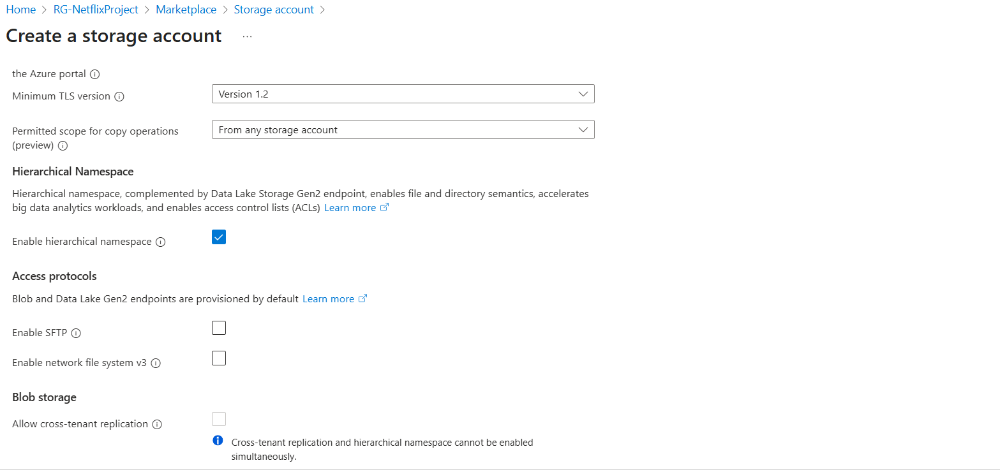 Home > RG-NetflixProject > Marketplace > Storage account >
Create a storage account ...
the Azure portal
Minimum TLS version
Version 1.2
Permitted scope for copy operations
(preview)
From any storage account
Hierarchical Namespace
Hierarchical namespace, complemented by Data Lake Storage Gen2 endpoint, enables file and directory semantics, accelerates
big data analytics workloads, and enables access control lists (ACLs) Learn more
Enable hierarchical namespace
Access protocols
Blob and Data Lake Gen2 endpoints are provisioned by default Learn more
Enable SFTP
Enable network file system v3
Blob storage
Allow cross-tenant replication
Cross-tenant replication and hierarchical namespace cannot be enabled
simultaneously.